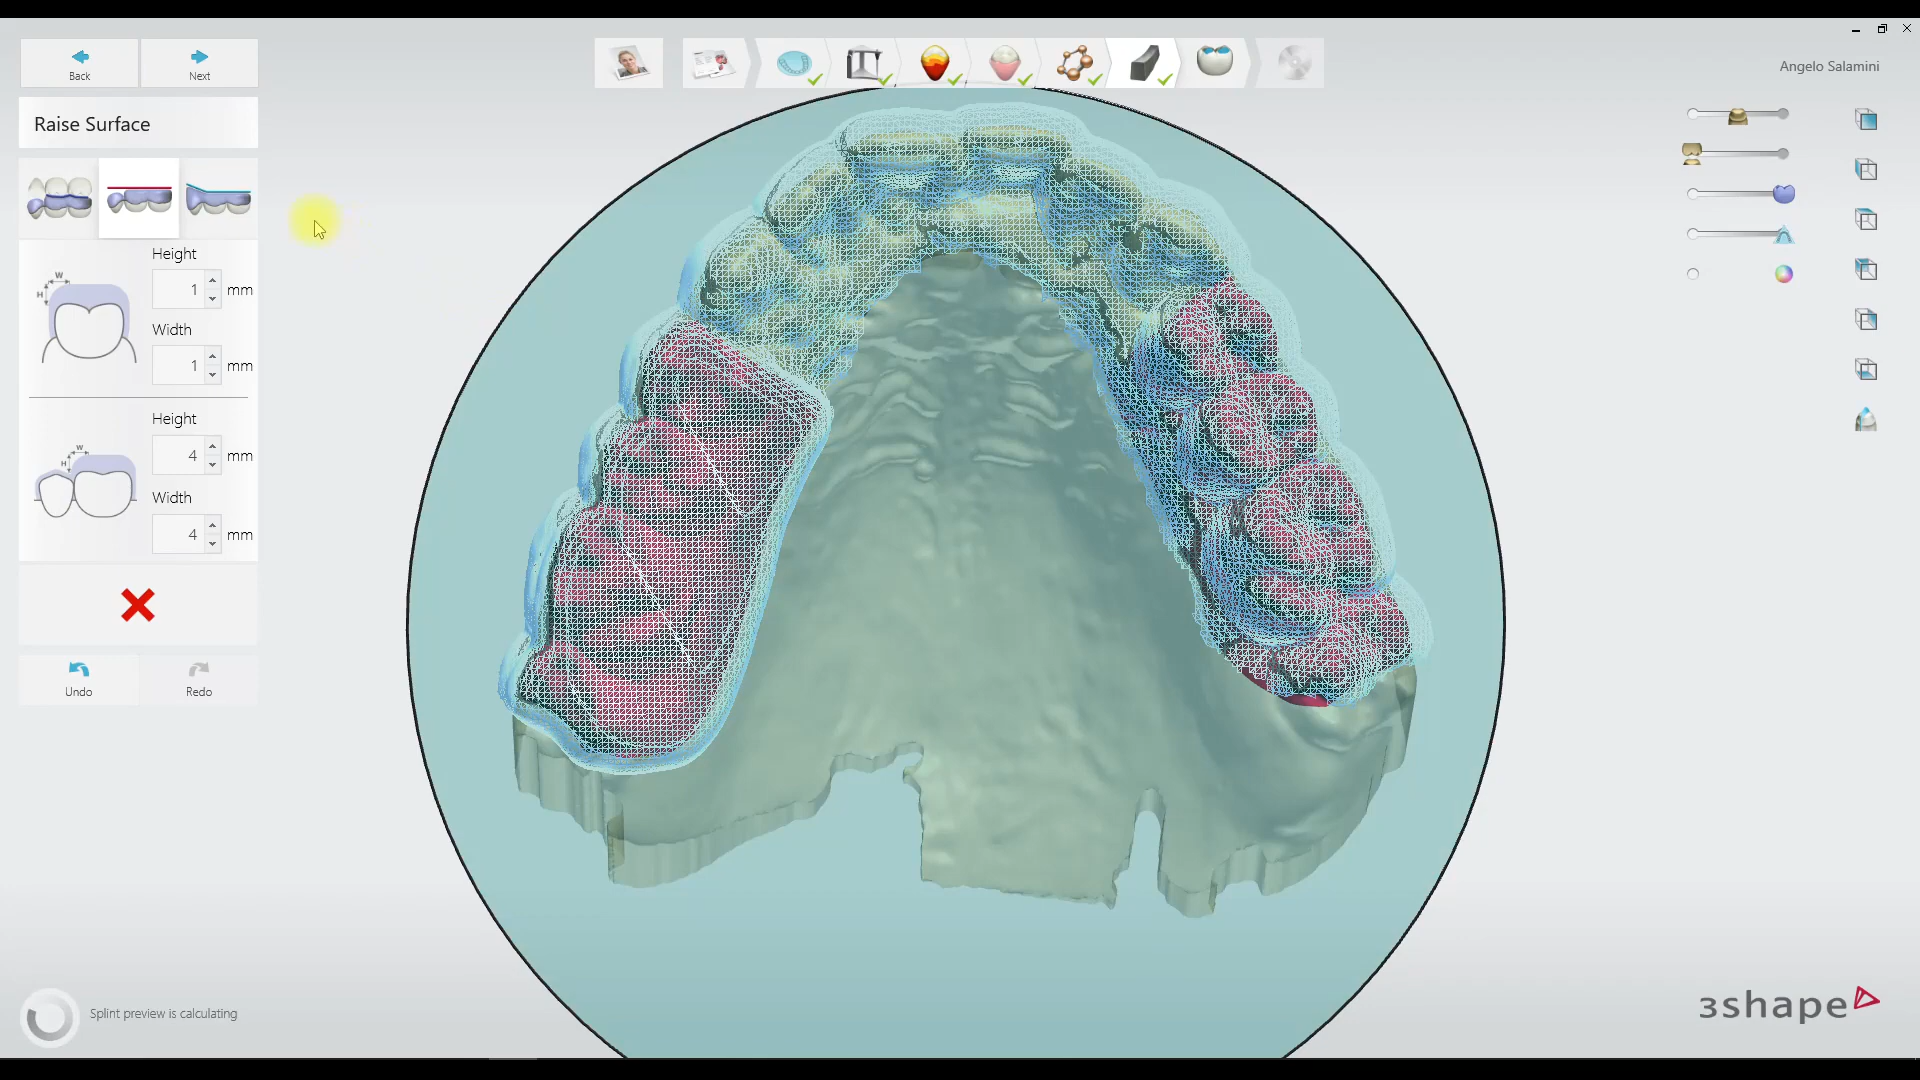 Back
Next
Angelo Salamini
Raise Surface
Height
W
H
1
mm
Width
1
mm
Height
W
H
4
mm
Width
4
mm
Undo
Redo
Splint preview is calculating
3shape